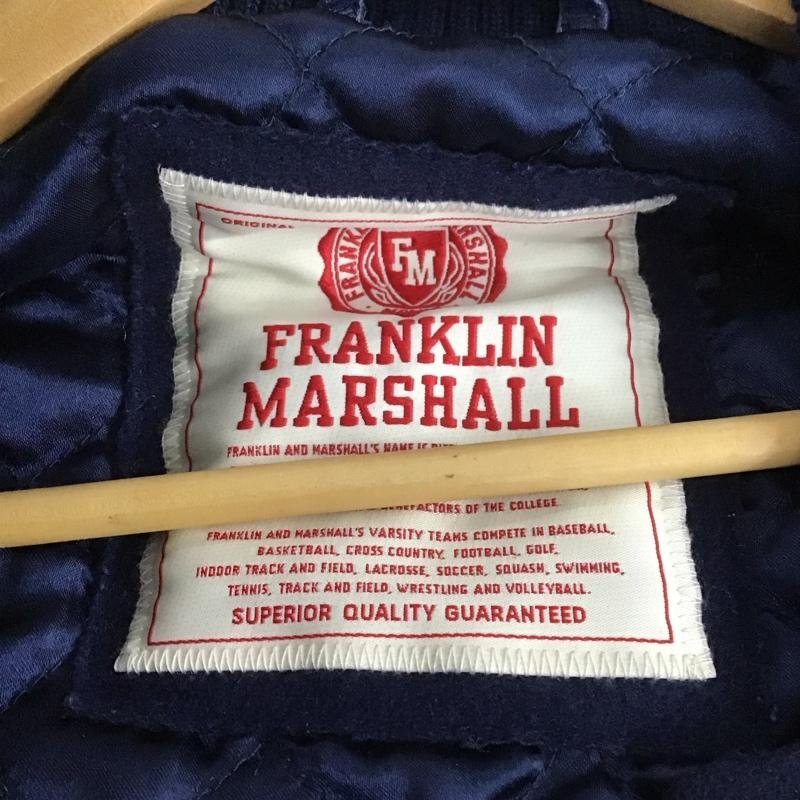 ORIGINAL
FRANKLIN MARSHALL
FM
FRANKLIN
MARSHALL
FRANKLIN AND MARSHALL'S NAME IS
BENEFACTORS OF THE COLLEGE.
FRANKLIN AND MARSHALL'S VARSITY TEAMS COMPETE IN BASEBALL,
BASKETBALL, CROSS COUNTRY, FOOTBALL, GOLF,
INDOOR TRACK AND FIELD, LACROSSE, SOCCER, SQUASH, SWIMMING,
TENNIS, TRACK AND FIELD, WRESTLING AND VOLLEYBALL.
SUPERIOR QUALITY GUARANTEED